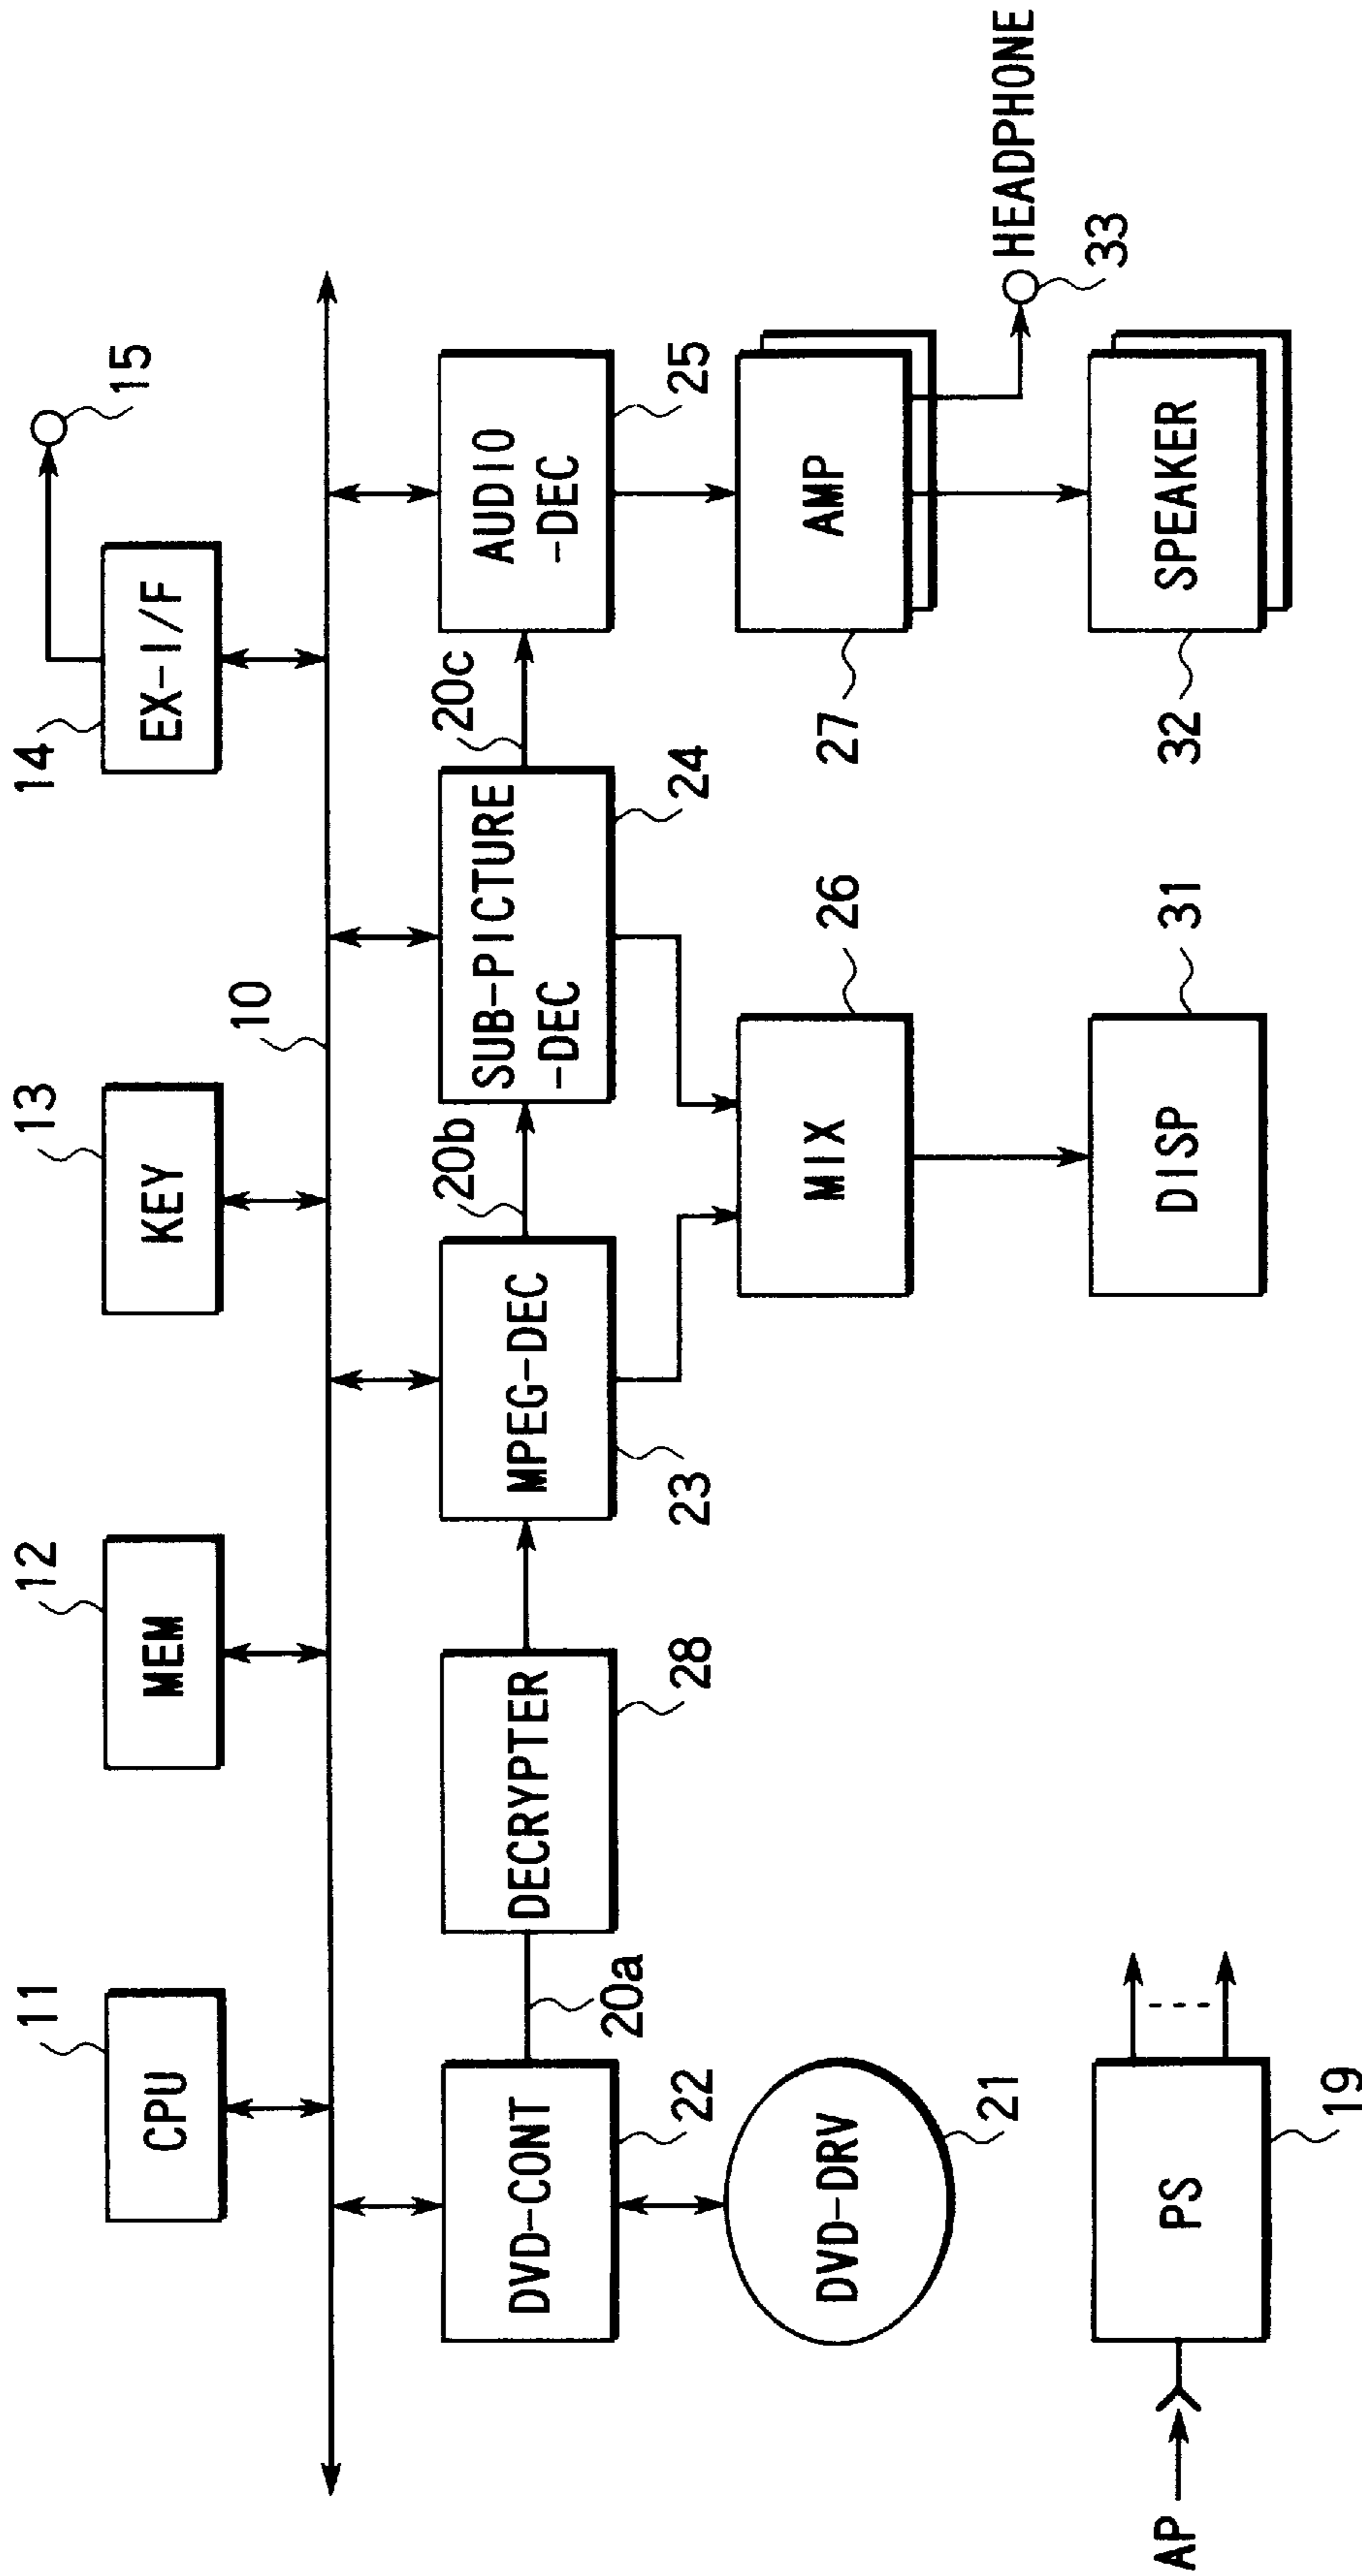 11
CPU
12
MEM
13
KEY
14
EX-I/F
15
10
DVD-CONT
22
20a
DECRYPTER
28
MPEG-DEC
23
20b
SUB-PICTURE
-DEC
24
20c
AUDIO
-DEC
25
DVD-DRV
21
MIX
26
AMP
27
HEADPHONE
33
AP
PS
19
DISP
31
SPEAKER
32